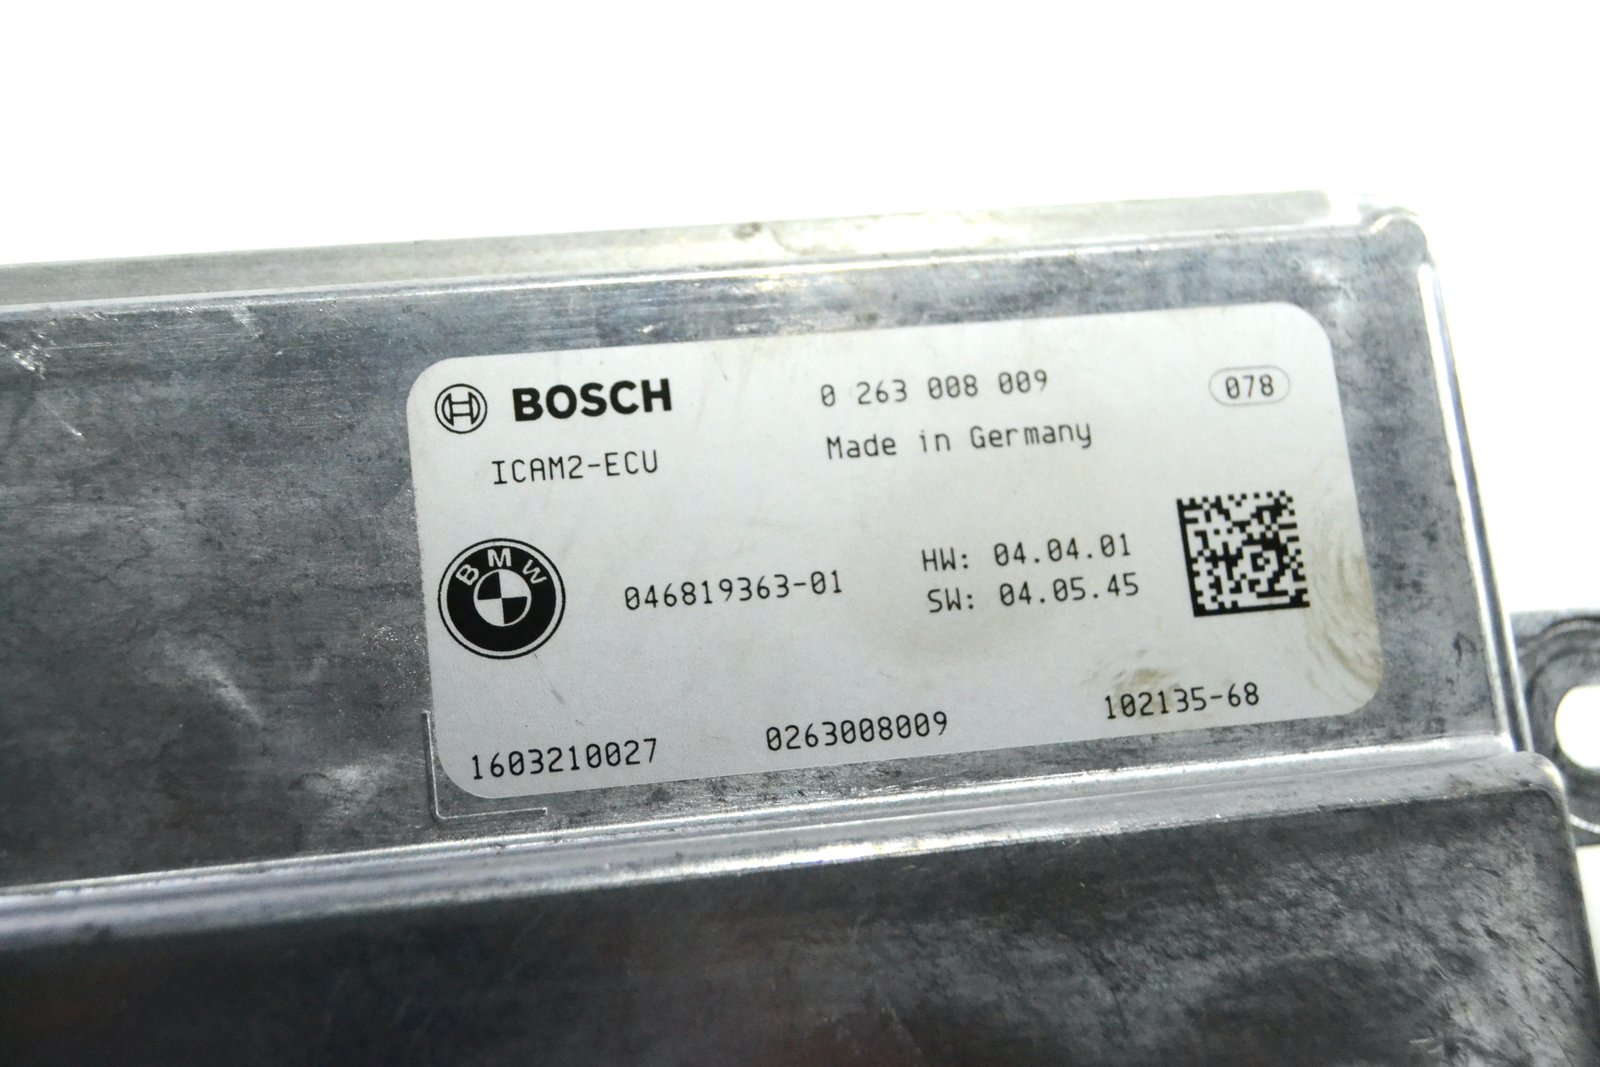 BOSCH 0 263 008 009 078
ICAM2-ECU Made in Germany
BMW 046819363-01 HW: 04.04.01
SW: 04.05.45
1603210027 0263008009 102135-68